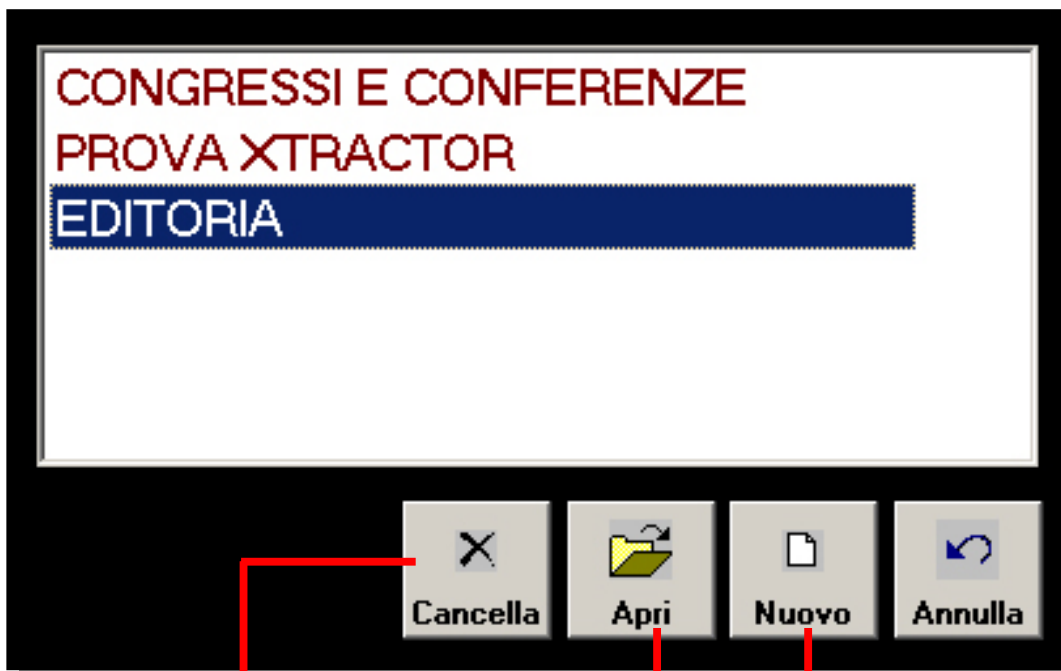 CONGRESSI E CONFERENZE
PROVA XTRACTOR
EDITORIA
Cancella Apri Nuovo Annulla